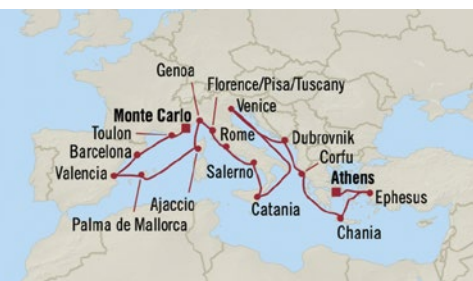 Genoa
Florence/Pisa/Tuscany
Monte Carlo
Venice
Toulon
Rome
Dubrovnik
Barcelona
Corfu
Valencia
Salerno
Athens
Ephesus
Ajaccio
Catania
Palma de Mallorca
Chania